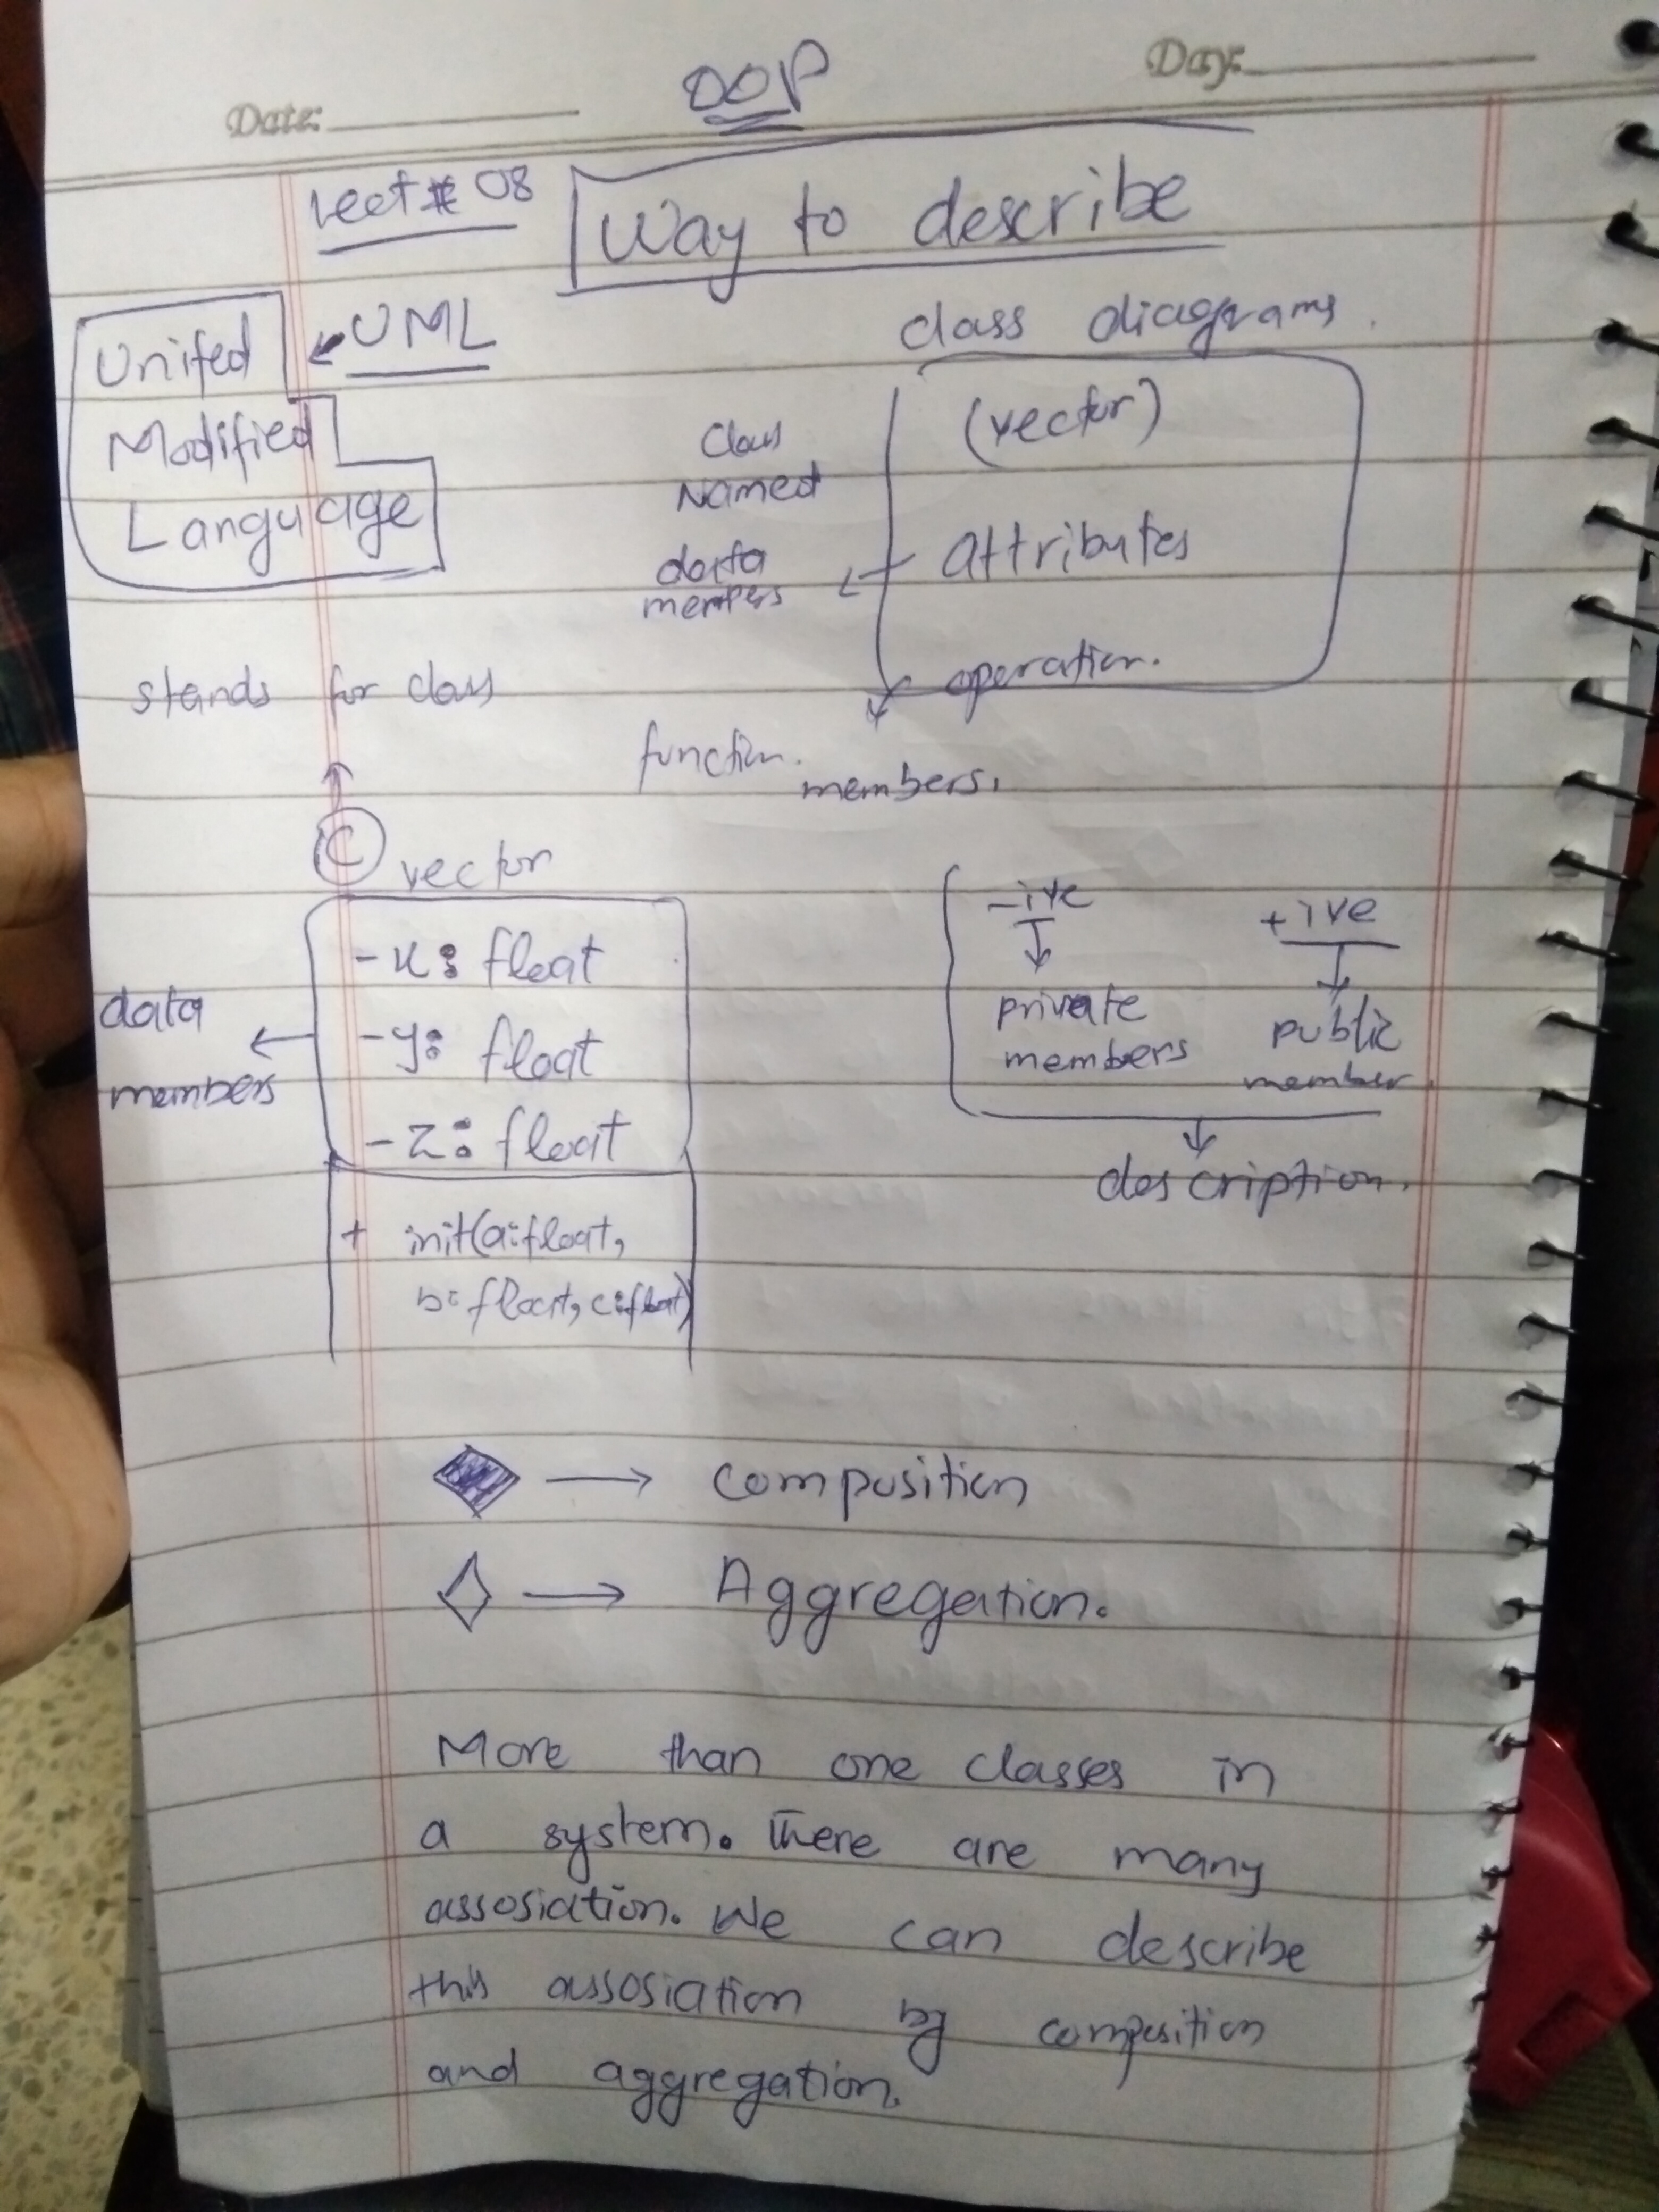 OOP
Date:
Day:
Lect # 08
Way to describe
UML
Unifed
Modified
Language
class diagrams.
(vector)
Class
Named
attributes
data
members
operation.
function.
members.
stands for class
C vector
-x: float
-y: float
-z: float
data
members
+ init(a:float,
b: float, c:float)
-ive
+ive
private
members
public
member.
description.
→ composition
→ Aggregation.
More than one classes in
a system. There are many
assosiation. We can describe
this assosiation by composition
and aggregation.